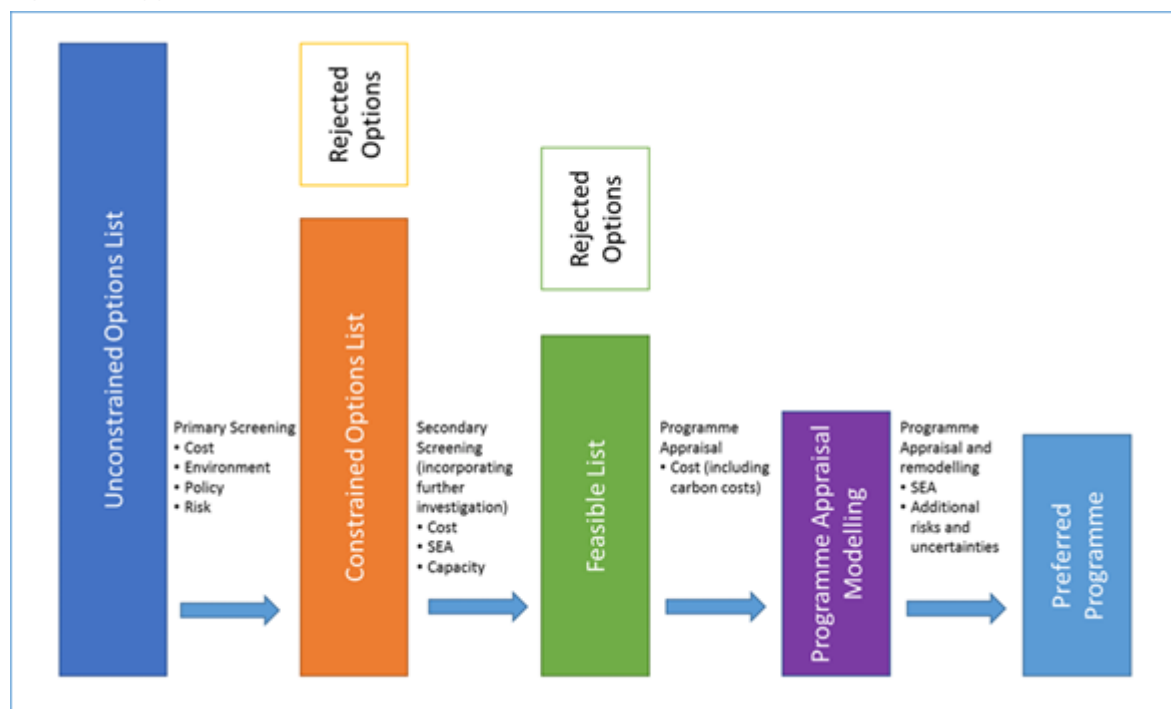 Unconstrained Options List
Primary Screening
• Cost
• Environment
• Policy
• Risk
Rejected
Options
Constrained Options List
Secondary
Screening
(incorporating
further
investigation)
• Cost
• SEA
• Capacity
Rejected
Options
Feasible List
Programme
Appraisal
• Cost (including
carbon costs)
Programme Appraisal
Modelling
Programme
Appraisal and
remodelling
• SEA
• Additional
risks and
uncertainties
Preferred
Programme